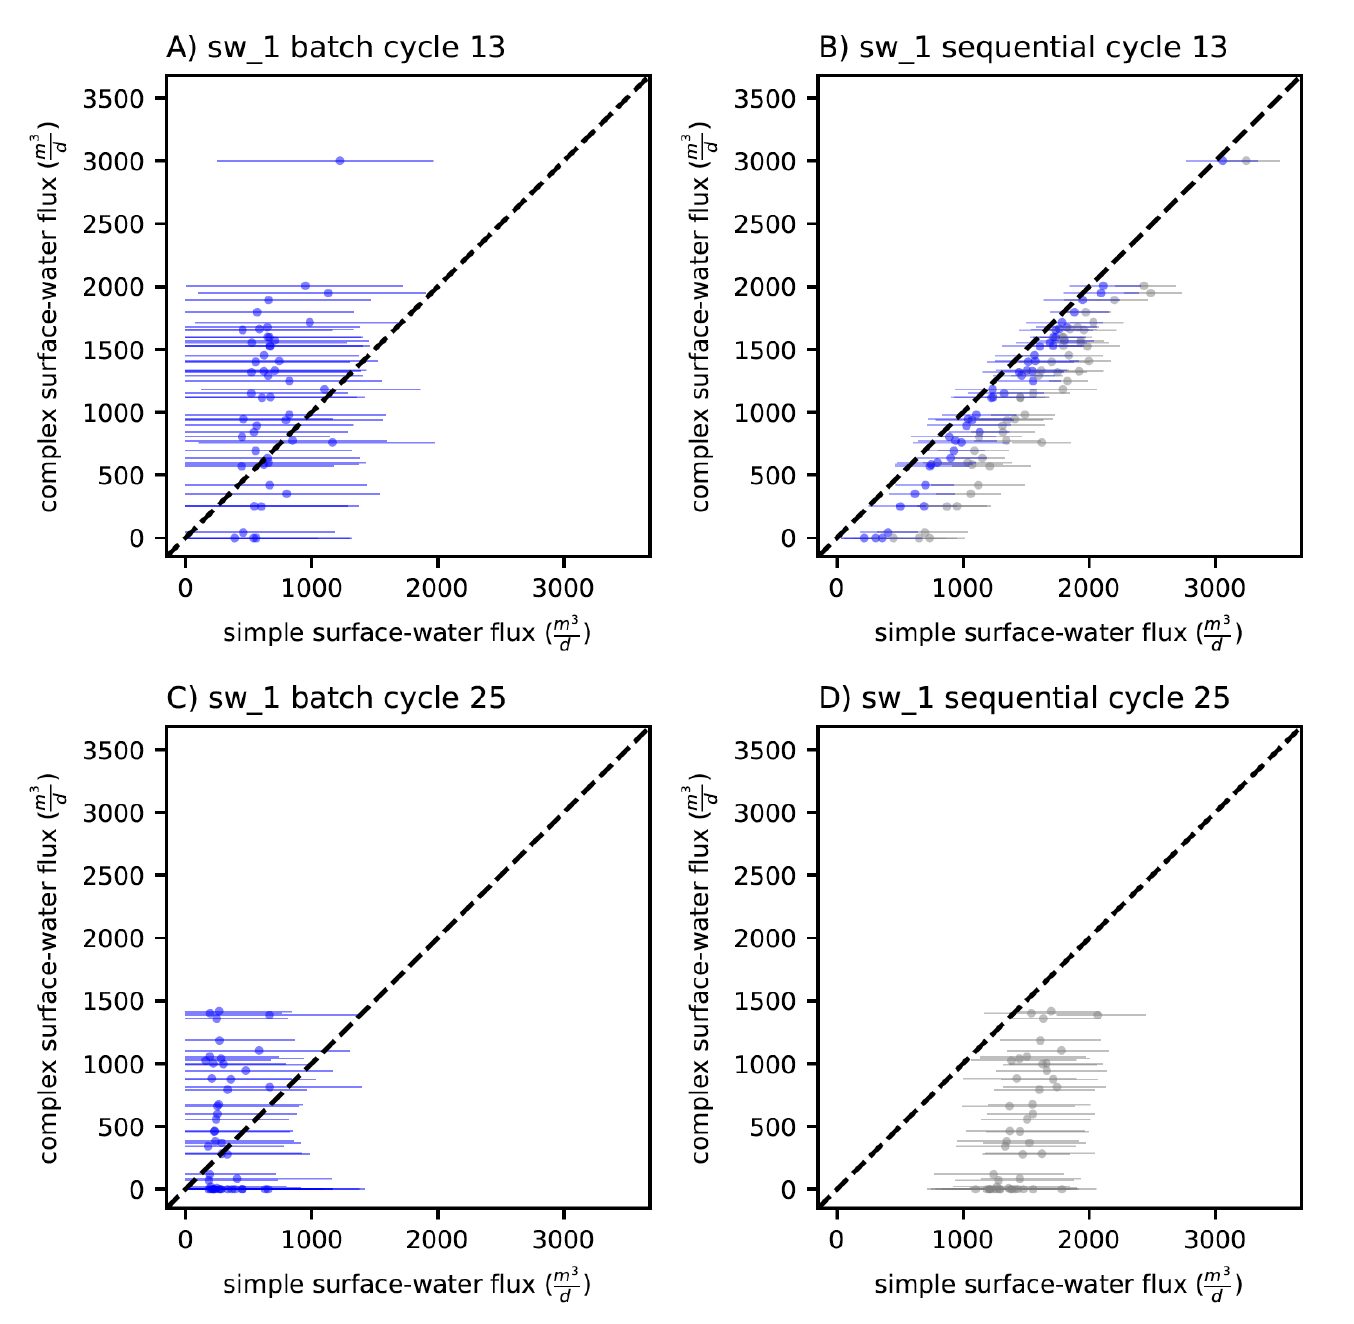 A) sw_1 batch cycle 13
3500
3000
2500
2000
1500
1000
500
0
complex surface-water flux (m³/d)
0 1000 2000 3000
simple surface-water flux (m³/d)
B) sw_1 sequential cycle 13
3500
3000
2500
2000
1500
1000
500
0
complex surface-water flux (m³/d)
0 1000 2000 3000
simple surface-water flux (m³/d)
C) sw_1 batch cycle 25
3500
3000
2500
2000
1500
1000
500
0
complex surface-water flux (m³/d)
0 1000 2000 3000
simple surface-water flux (m³/d)
D) sw_1 sequential cycle 25
3500
3000
2500
2000
1500
1000
500
0
complex surface-water flux (m³/d)
0 1000 2000 3000
simple surface-water flux (m³/d)